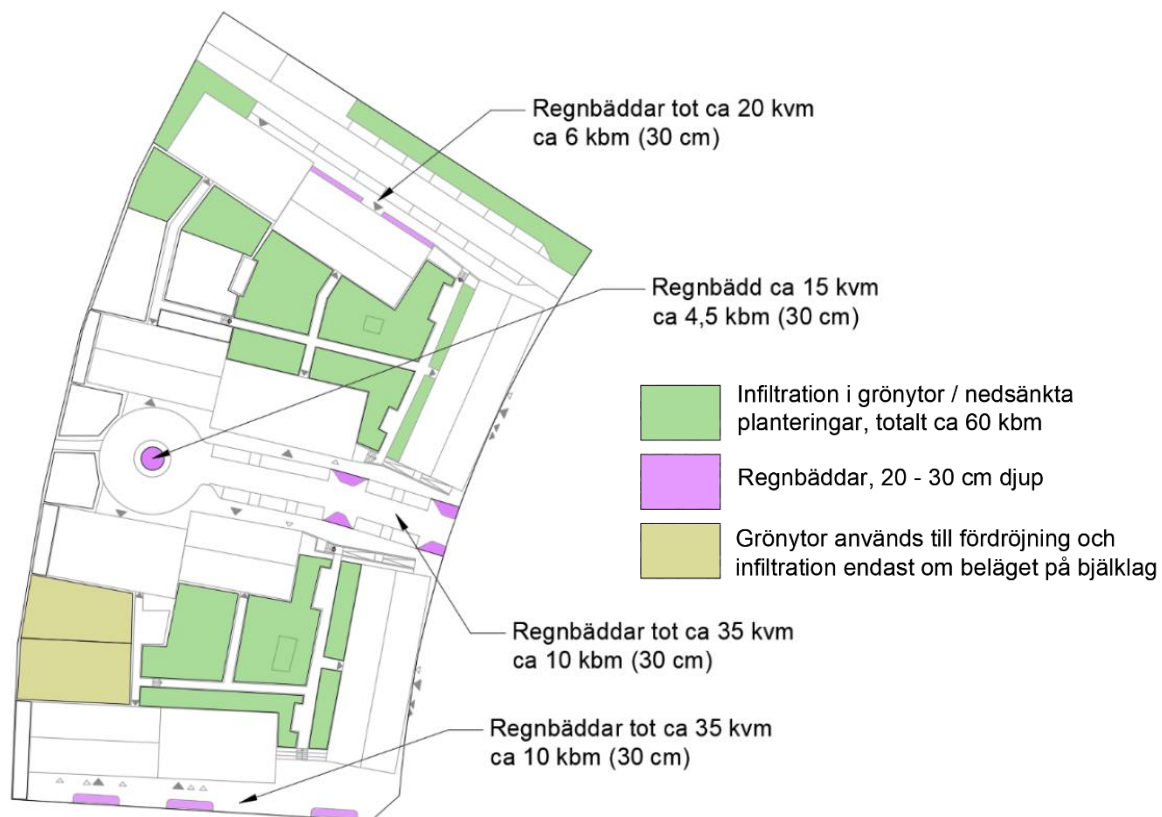 Regnbäddar tot ca 20 kvm
ca 6 kbm (30 cm)
Regnbädd ca 15 kvm
ca 4,5 kbm (30 cm)
Infiltration i grönytor / nedsänkta
planteringar, totalt ca 60 kbm
Regnbäddar, 20 - 30 cm djup
Grönytor används till fördröjning och
infiltration endast om beläget på bjälklag
Regnbäddar tot ca 35 kvm
ca 10 kbm (30 cm)
Regnbäddar tot ca 35 kvm
ca 10 kbm (30 cm)